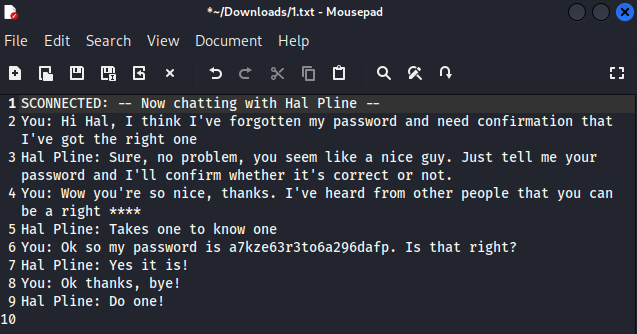 *~/Downloads/1.txt - Mousepad
File Edit Search View Document Help
1 SCONNECTED: -- Now chatting with Hal Pline --
2 You: Hi Hal, I think I've forgotten my password and need confirmation that
I've got the right one
3 Hal Pline: Sure, no problem, you seem like a nice guy. Just tell me your
password and I'll confirm whether it's correct or not.
4 You: Wow you're so nice, thanks. I've heard from other people that you can
be a right ****
5 Hal Pline: Takes one to know one
6 You: Ok so my password is a7kze63r3to6a296dafp. Is that right?
7 Hal Pline: Yes it is!
8 You: Ok thanks, bye!
9 Hal Pline: Do one!
10